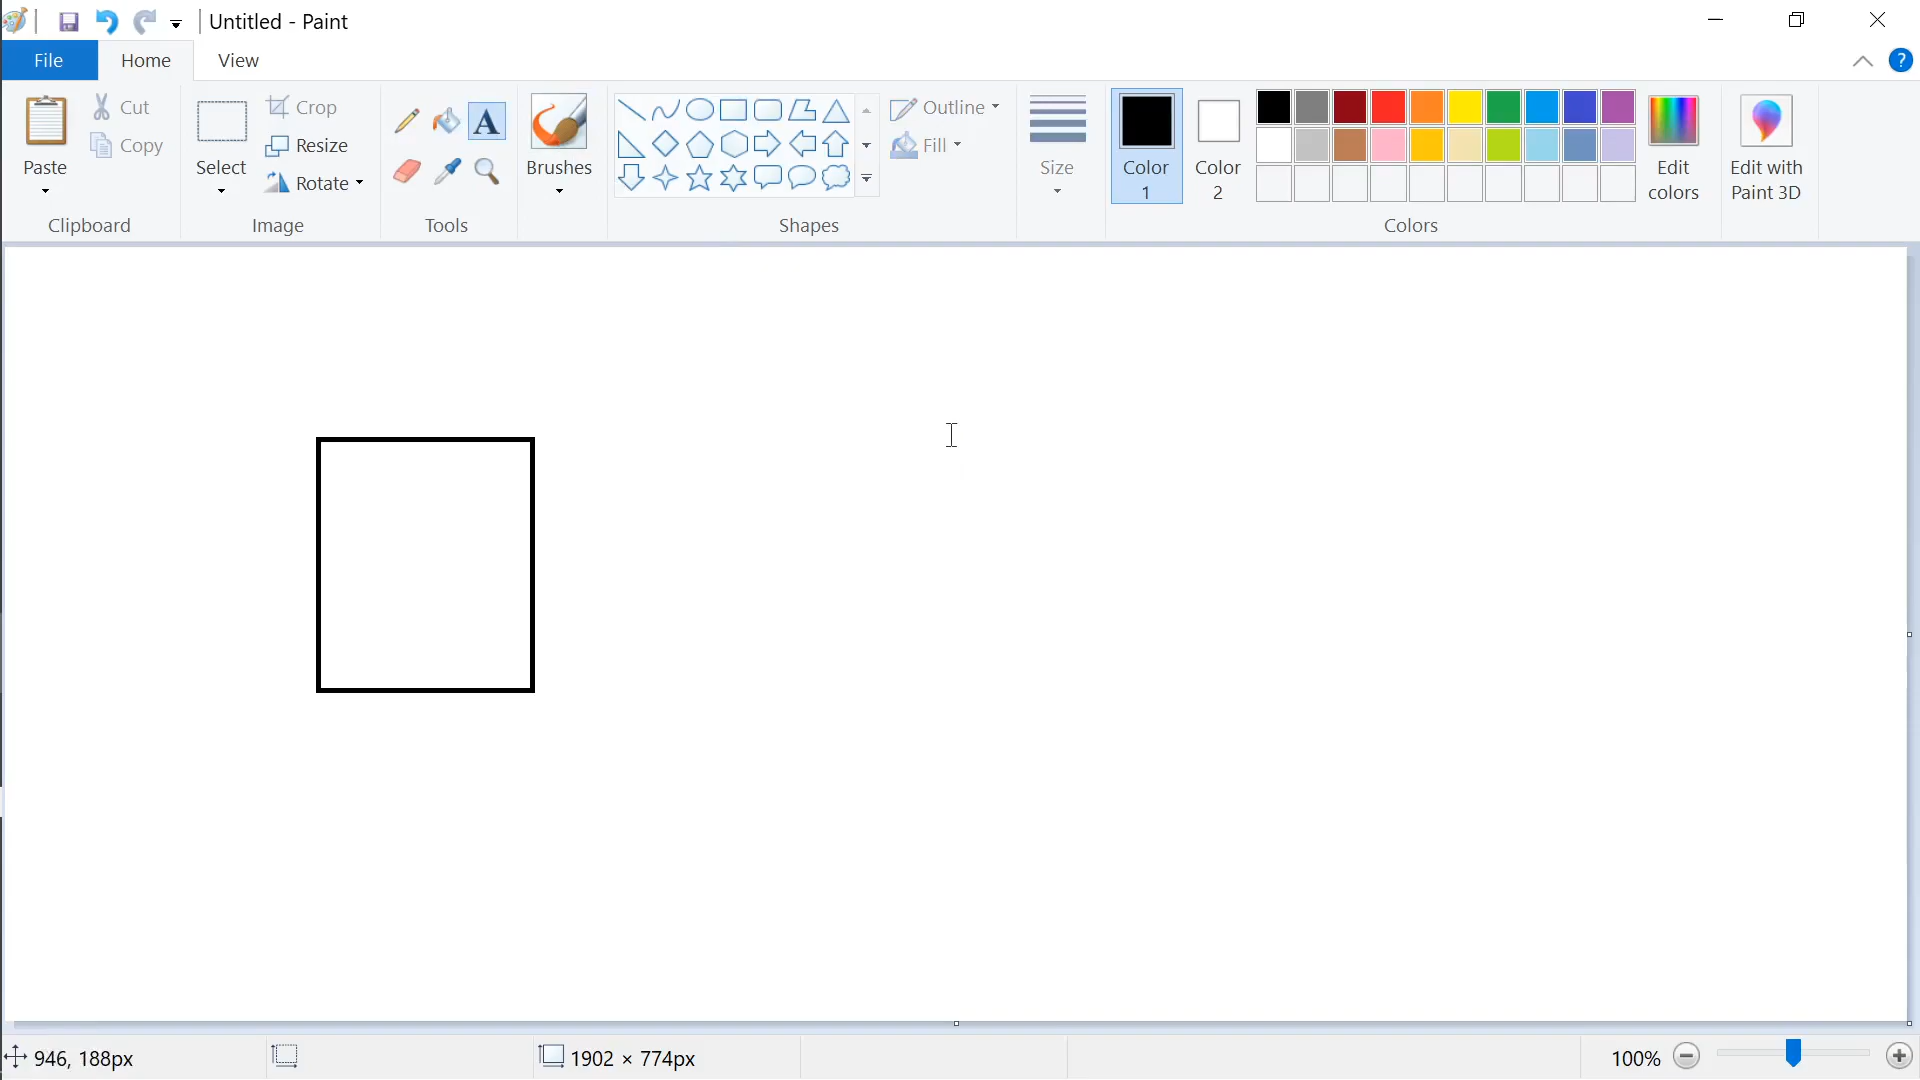 Untitled - Paint
File
Home
View
?
Paste
Cut
Copy
Clipboard
Select
Crop
Resize
Rotate
Image
A
Tools
Brushes
Outline
Fill
Shapes
Size
Color
1
Color
2
Colors
Edit
colors
Edit with
Paint 3D
946, 188px
1902 × 774px
100%